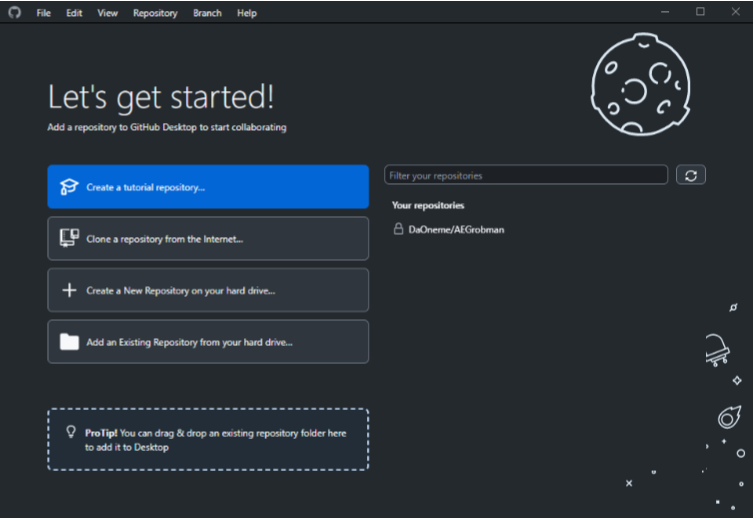 File Edit View Repository Branch Help
Let's get started!
Add a repository to GitHub Desktop to start collaborating
Create a tutorial repository...
Clone a repository from the Internet...
Create a New Repository on your hard drive...
Add an Existing Repository from your hard drive...
ProTip! You can drag & drop an existing repository folder here
to add it to Desktop
Filter your repositories
Your repositories
DaOneme/AEGrobman